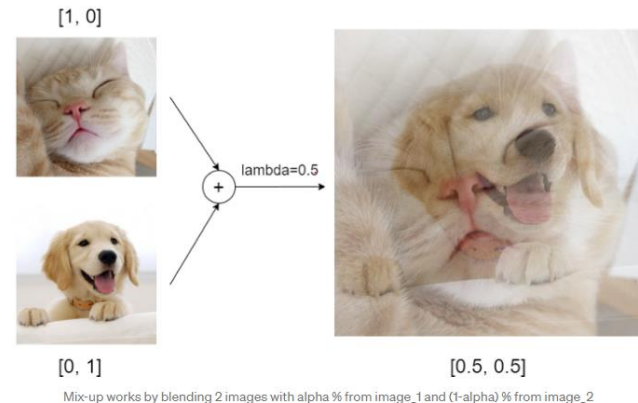 [1, 0]
+
lambda=0.5
[0, 1]
[0.5, 0.5]
Mix-up works by blending 2 images with alpha % from image_1 and (1-alpha) % from image_2